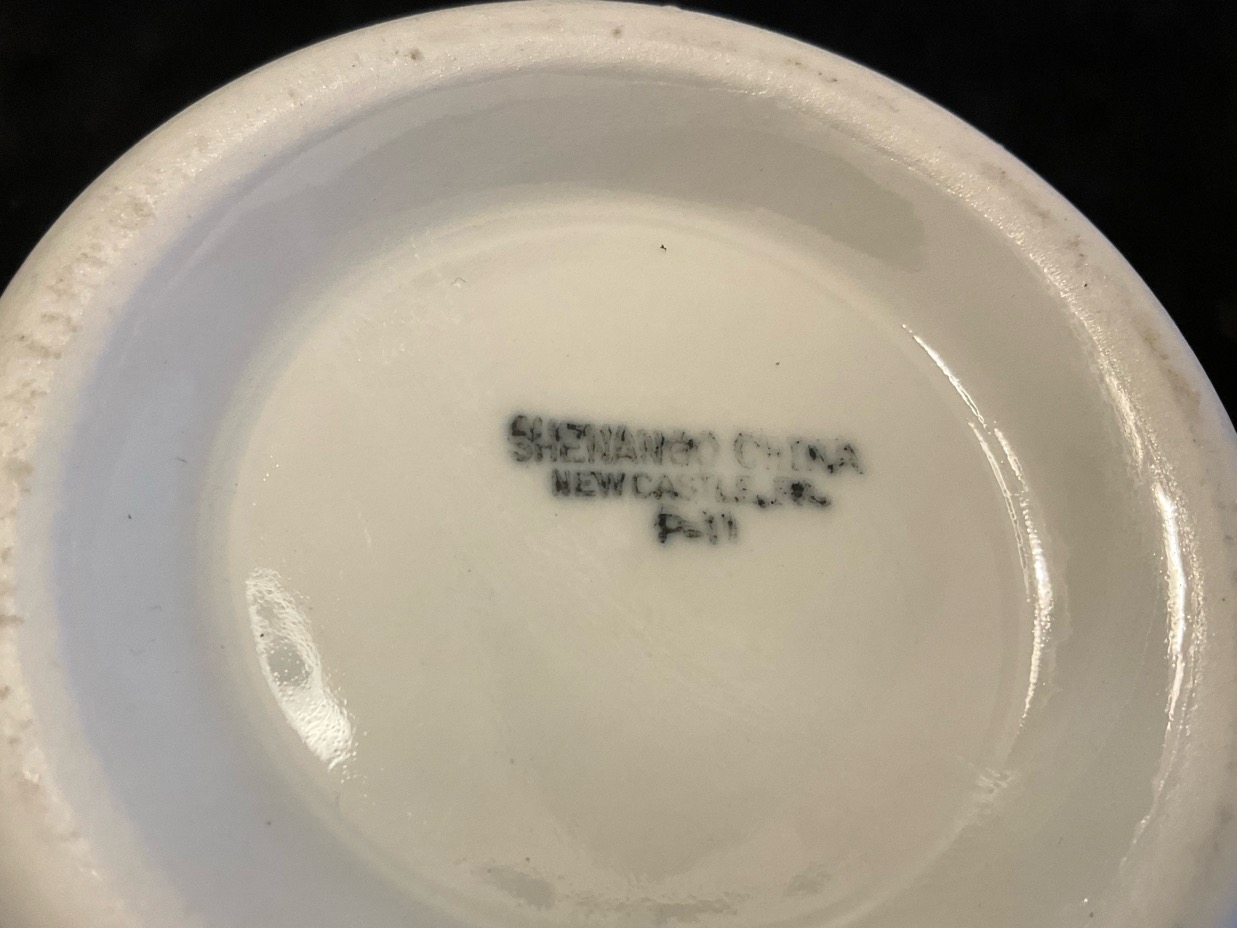 SHENANGO CHINA
NEW CASTLE, PA.
P-11